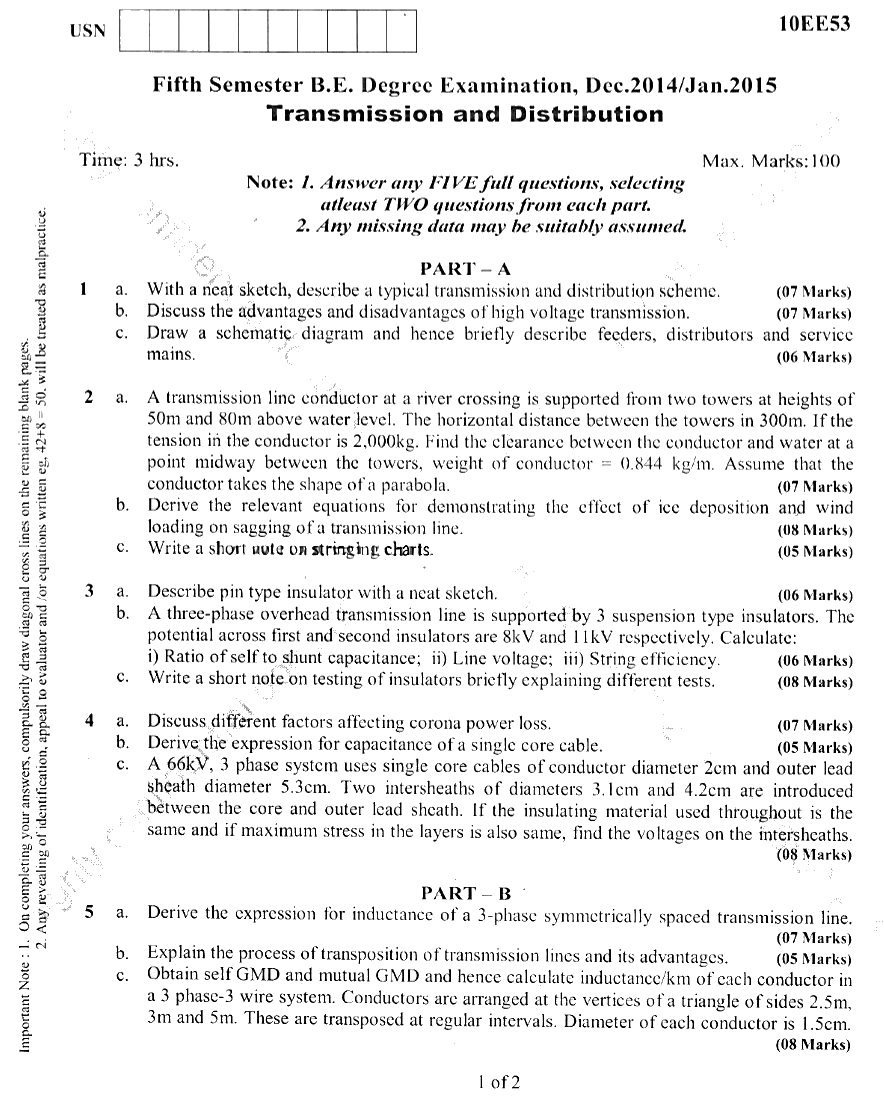 USN
10EE53
Fifth Semester B.E. Degree Examination, Dec.2014/Jan.2015
Transmission and Distribution
Time: 3 hrs.
Max. Marks:100
Note: 1. Answer any FIVE full questions, selecting
atleast TWO questions from each part.
2. Any missing data may be suitably assumed.
PART – A
1 a. With a neat sketch, describe a typical transmission and distribution scheme. (07 Marks)
b. Discuss the advantages and disadvantages of high voltage transmission. (07 Marks)
c. Draw a schematic diagram and hence briefly describe feeders, distributors and service
mains. (06 Marks)
2 a. A transmission line conductor at a river crossing is supported from two towers at heights of
50m and 80m above water level. The horizontal distance between the towers in 300m. If the
tension in the conductor is 2,000kg. Find the clearance between the conductor and water at a
point midway between the towers, weight of conductor = 0.844 kg/m. Assume that the
conductor takes the shape of a parabola. (07 Marks)
b. Derive the relevant equations for demonstrating the effect of ice deposition and wind
loading on sagging of a transmission line. (08 Marks)
c. Write a short note on stringing charts. (05 Marks)
3 a. Describe pin type insulator with a neat sketch. (06 Marks)
b. A three-phase overhead transmission line is supported by 3 suspension type insulators. The
potential across first and second insulators are 8kV and 11kV respectively. Calculate:
i) Ratio of self to shunt capacitance; ii) Line voltage; iii) String efficiency. (06 Marks)
c. Write a short note on testing of insulators briefly explaining different tests. (08 Marks)
4 a. Discuss different factors affecting corona power loss. (07 Marks)
b. Derive the expression for capacitance of a single core cable. (05 Marks)
c. A 66kV, 3 phase system uses single core cables of conductor diameter 2cm and outer lead
sheath diameter 5.3cm. Two intersheaths of diameters 3.1cm and 4.2cm are introduced
between the core and outer lead sheath. If the insulating material used throughout is the
same and if maximum stress in the layers is also same, find the voltages on the intersheaths.
(08 Marks)
PART – B
5 a. Derive the expression for inductance of a 3-phase symmetrically spaced transmission line.
(07 Marks)
b. Explain the process of transposition of transmission lines and its advantages. (05 Marks)
c. Obtain self GMD and mutual GMD and hence calculate inductance/km of each conductor in
a 3 phase-3 wire system. Conductors are arranged at the vertices of a triangle of sides 2.5m,
3m and 5m. These are transposed at regular intervals. Diameter of each conductor is 1.5cm.
(08 Marks)
1 of 2
Important Note : 1. On completing your answers, compulsorily draw diagonal cross lines on the remaining blank pages.
2. Any revealing of identification, appeal to evaluator and /or equations written eg, 42+8 = 50, will be treated as malpractice.